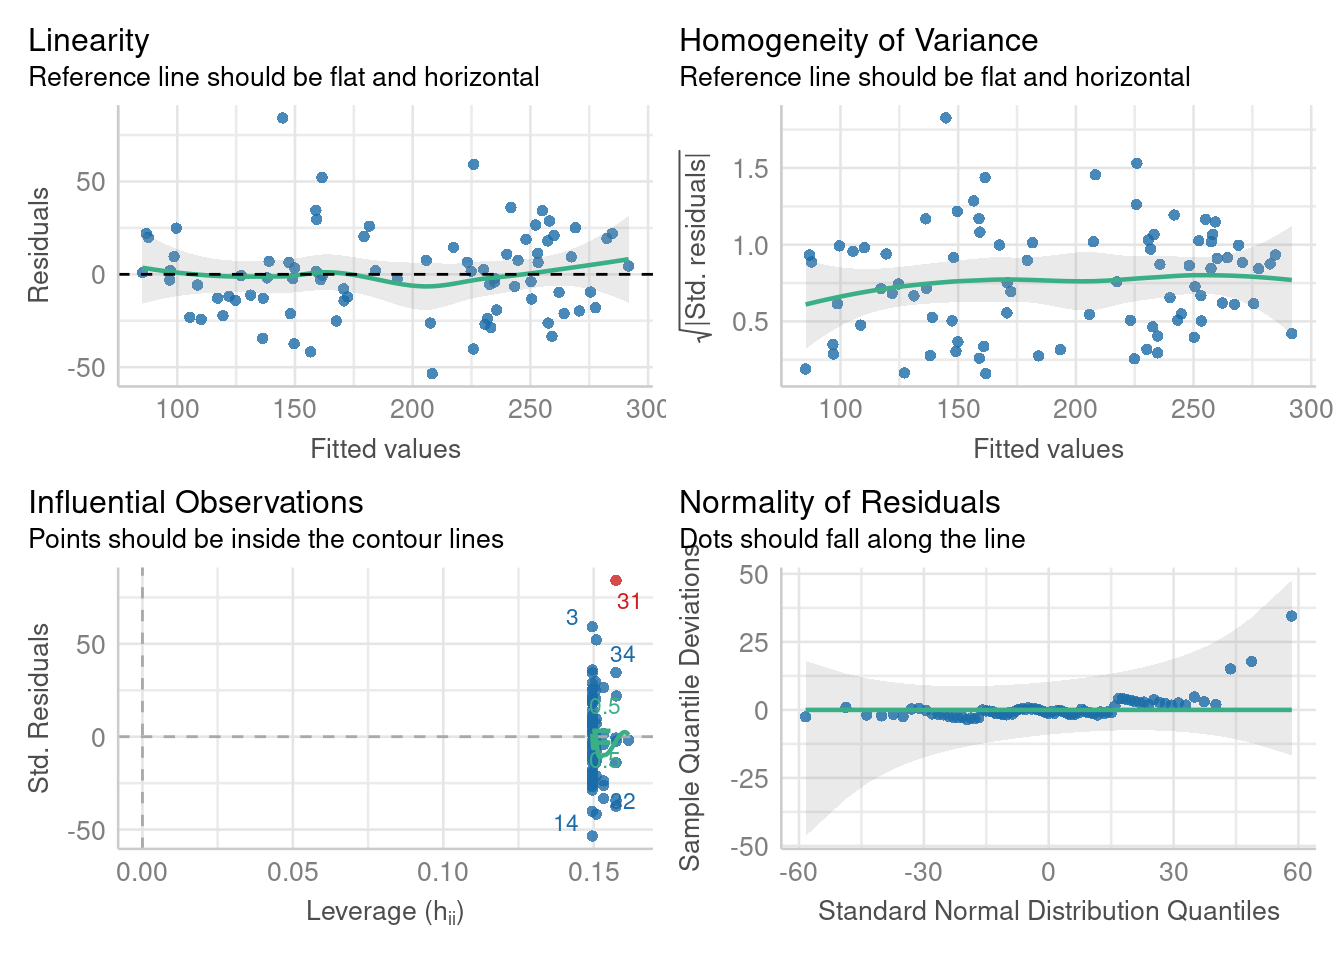 Linearity
Reference line should be flat and horizontal
50
0
-50
Residuals
100 150 200 250
Fitted values
Homogeneity of Variance
Reference line should be flat and horizontal
1.5
1.0
0.5
√|Std. residuals|
100 150 200 250 300
Fitted values
Influential Observations
Points should be inside the contour lines
50
0
-50
Std. Residuals
31
3
34
0.5
14
0.00 0.05 0.10 0.15
Leverage (hii)
Normality of Residuals
Dots should fall along the line
50
25
0
-25
-50
Sample Quantile Deviations
-60 -30 0 30 60
Standard Normal Distribution Quantiles